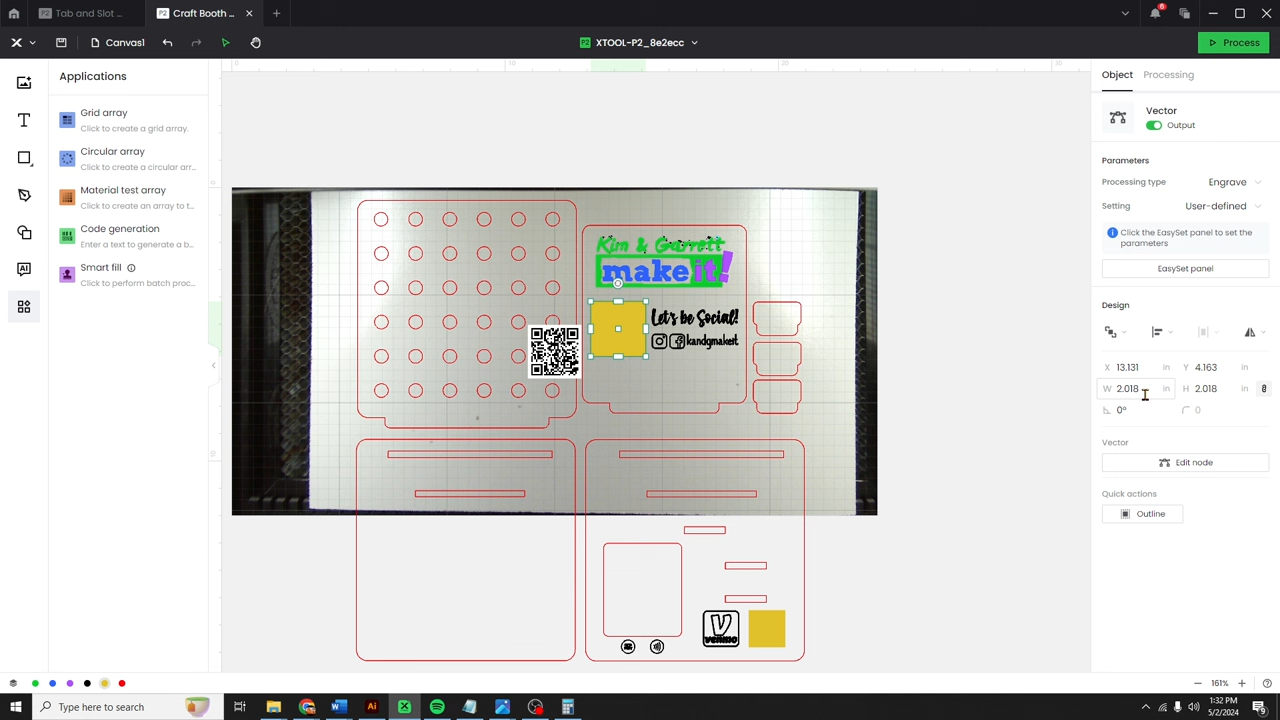 Tab and Slot ...
Craft Booth ...
Canvas1
XTOOL-P2_8e2ecc
Process
0
10
20
30
Applications
Grid array
Click to create a grid array.
Circular array
Click to create a circular arr...
Material test array
Click to create an array to t...
Code generation
Enter a text to generate a b...
Smart fill
Click to perform batch proc...
Kim & Garrett
make it!
Let's be Social!
kandgmakeit
V
venmo
Object
Processing
Vector
Output
Parameters
Processing type
Engrave
Setting
User-defined
Click the EasySet panel to set the
parameters
EasySet panel
Design
X 13.131 in
Y 4.163 in
W 2.018 in
H 2.018 in
0°
0
Vector
Edit node
Quick actions
Outline
161%
Type here to search
1:32 PM
5/2/2024